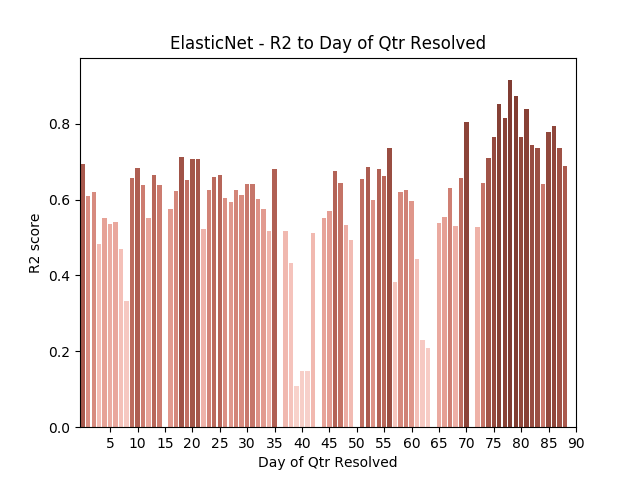 ElasticNet - R2 to Day of Qtr Resolved
0.8
0.6
0.4
0.2
0.0
R2 score
5 10 15 20 25 30 35 40 45 50 55 60 65 70 75 80 85 90
Day of Qtr Resolved